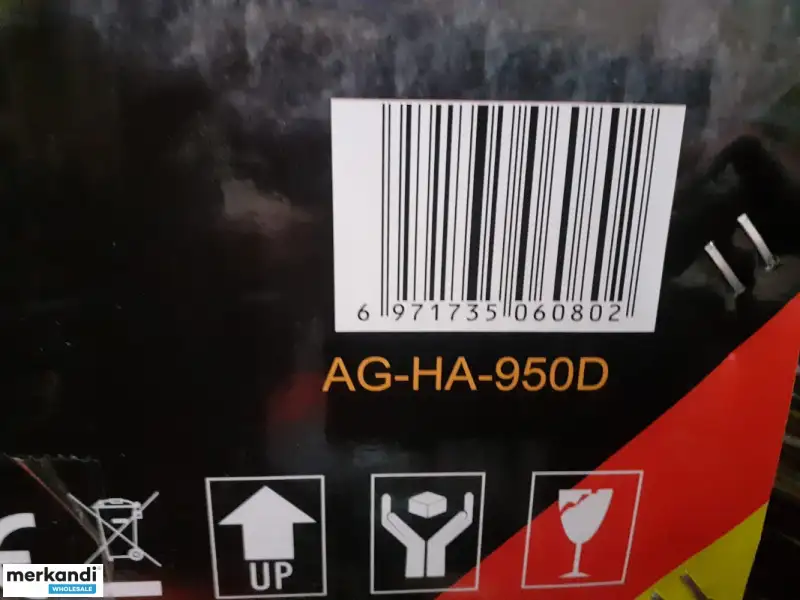 6 971735 060802
AG-HA-950D
UP
merkandi
WHOLESALE